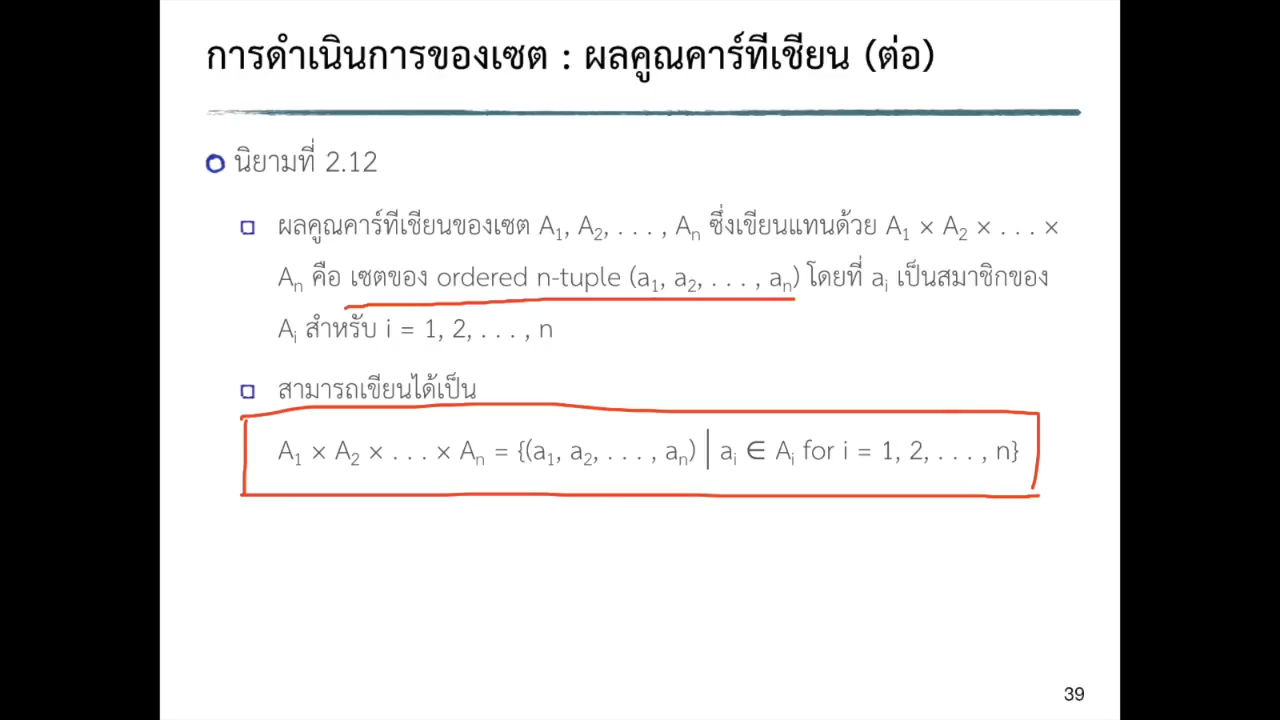 การดำเนินการของเซต : ผลคูณคาร์ทีเชียน (ต่อ)
นิยามที่ 2.12
ผลคูณคาร์ทีเชียนของเซต A₁, A₂, . . . , Aₙ ซึ่งเขียนแทนด้วย A₁ × A₂ × . . . ×
Aₙ คือ เซตของ ordered n-tuple (a₁, a₂, . . . , aₙ) โดยที่ aᵢ เป็นสมาชิกของ
Aᵢ สำหรับ i = 1, 2, . . . , n
สามารถเขียนได้เป็น
A₁ × A₂ × . . . × Aₙ = {(a₁, a₂, . . . , aₙ) | aᵢ ∈ Aᵢ for i = 1, 2, . . . , n}
39